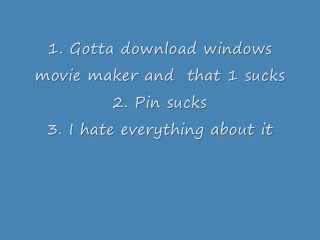 1. Gotta download windows
movie maker and  that 1 sucks
2. Pin sucks
3. I hate everything about it